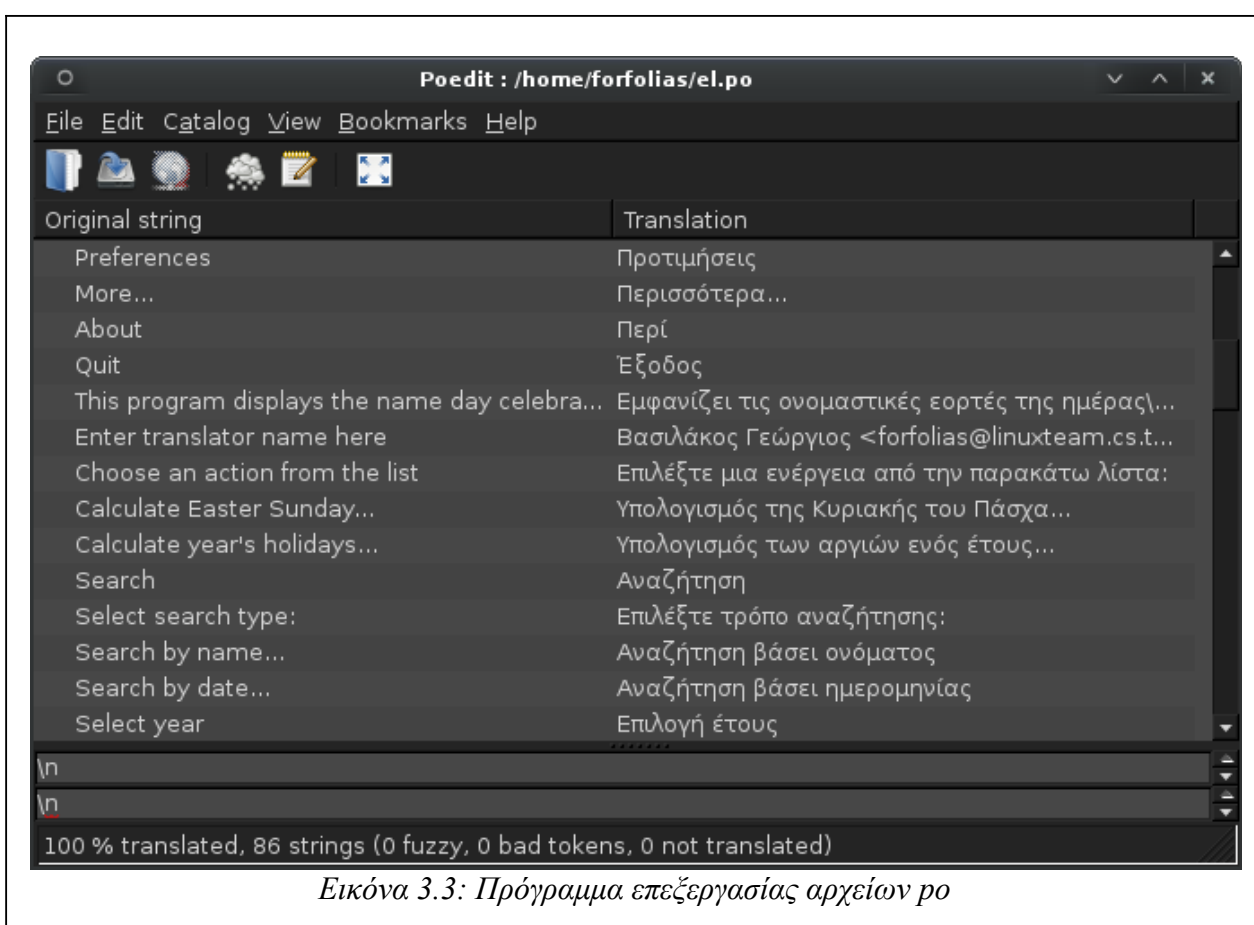 Poedit : /home/forfolias/el.po
File Edit Catalog View Bookmarks Help
Original string Translation
Preferences Προτιμήσεις
More... Περισσότερα...
About Περί
Quit Έξοδος
This program displays the name day celebra... Εμφανίζει τις ονομαστικές εορτές της ημέρας\...
Enter translator name here Βασιλάκος Γεώργιος <forfolias@linuxteam.cs.t...
Choose an action from the list Επιλέξτε μια ενέργεια από την παρακάτω λίστα:
Calculate Easter Sunday... Υπολογισμός της Κυριακής του Πάσχα...
Calculate year's holidays... Υπολογισμός των αργιών ενός έτους...
Search Αναζήτηση
Select search type: Επιλέξτε τρόπο αναζήτησης:
Search by name... Αναζήτηση βάσει ονόματος
Search by date... Αναζήτηση βάσει ημερομηνίας
Select year Επιλογή έτους
\n
\n
100 % translated, 86 strings (0 fuzzy, 0 bad tokens, 0 not translated)
Εικόνα 3.3: Πρόγραμμα επεξεργασίας αρχείων po